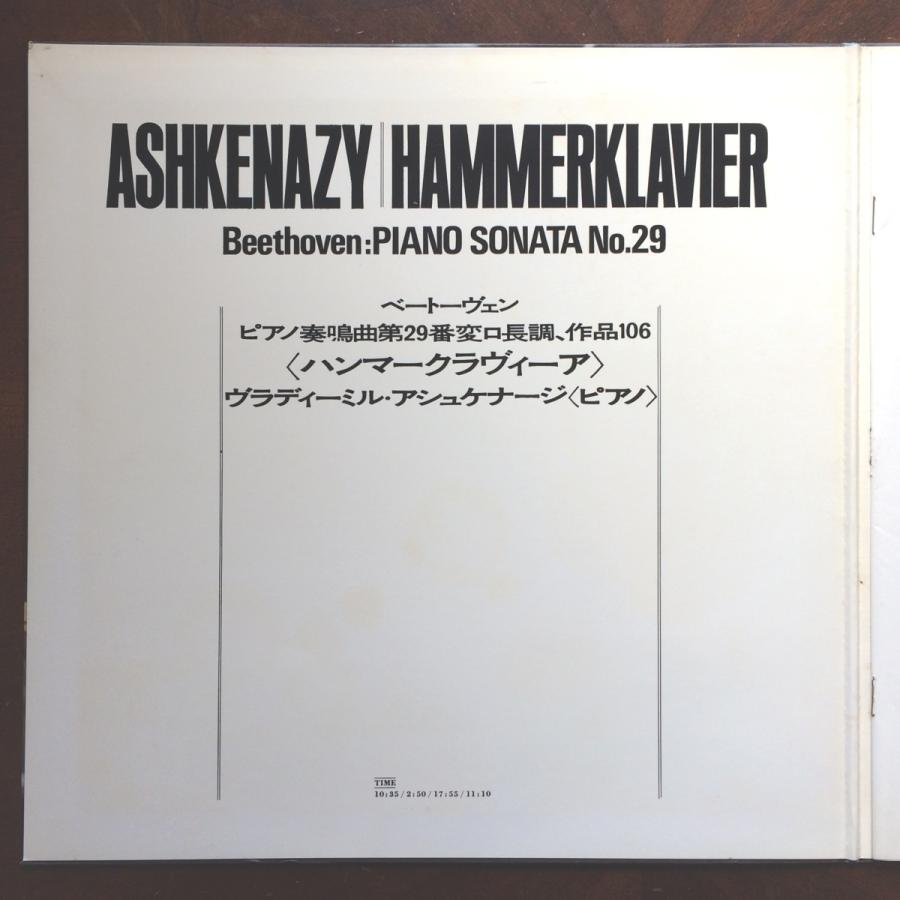 ASHKENAZY HAMMERKLAVIER
Beethoven:PIANO SONATA No.29
ベートーヴェン
ピアノ奏鳴曲第29番変ロ長調、作品106
〈ハンマークラヴィーア〉
ヴラディーミル・アシュケナージ〈ピアノ〉
TIME
10:35/2:50/17:55/11:10